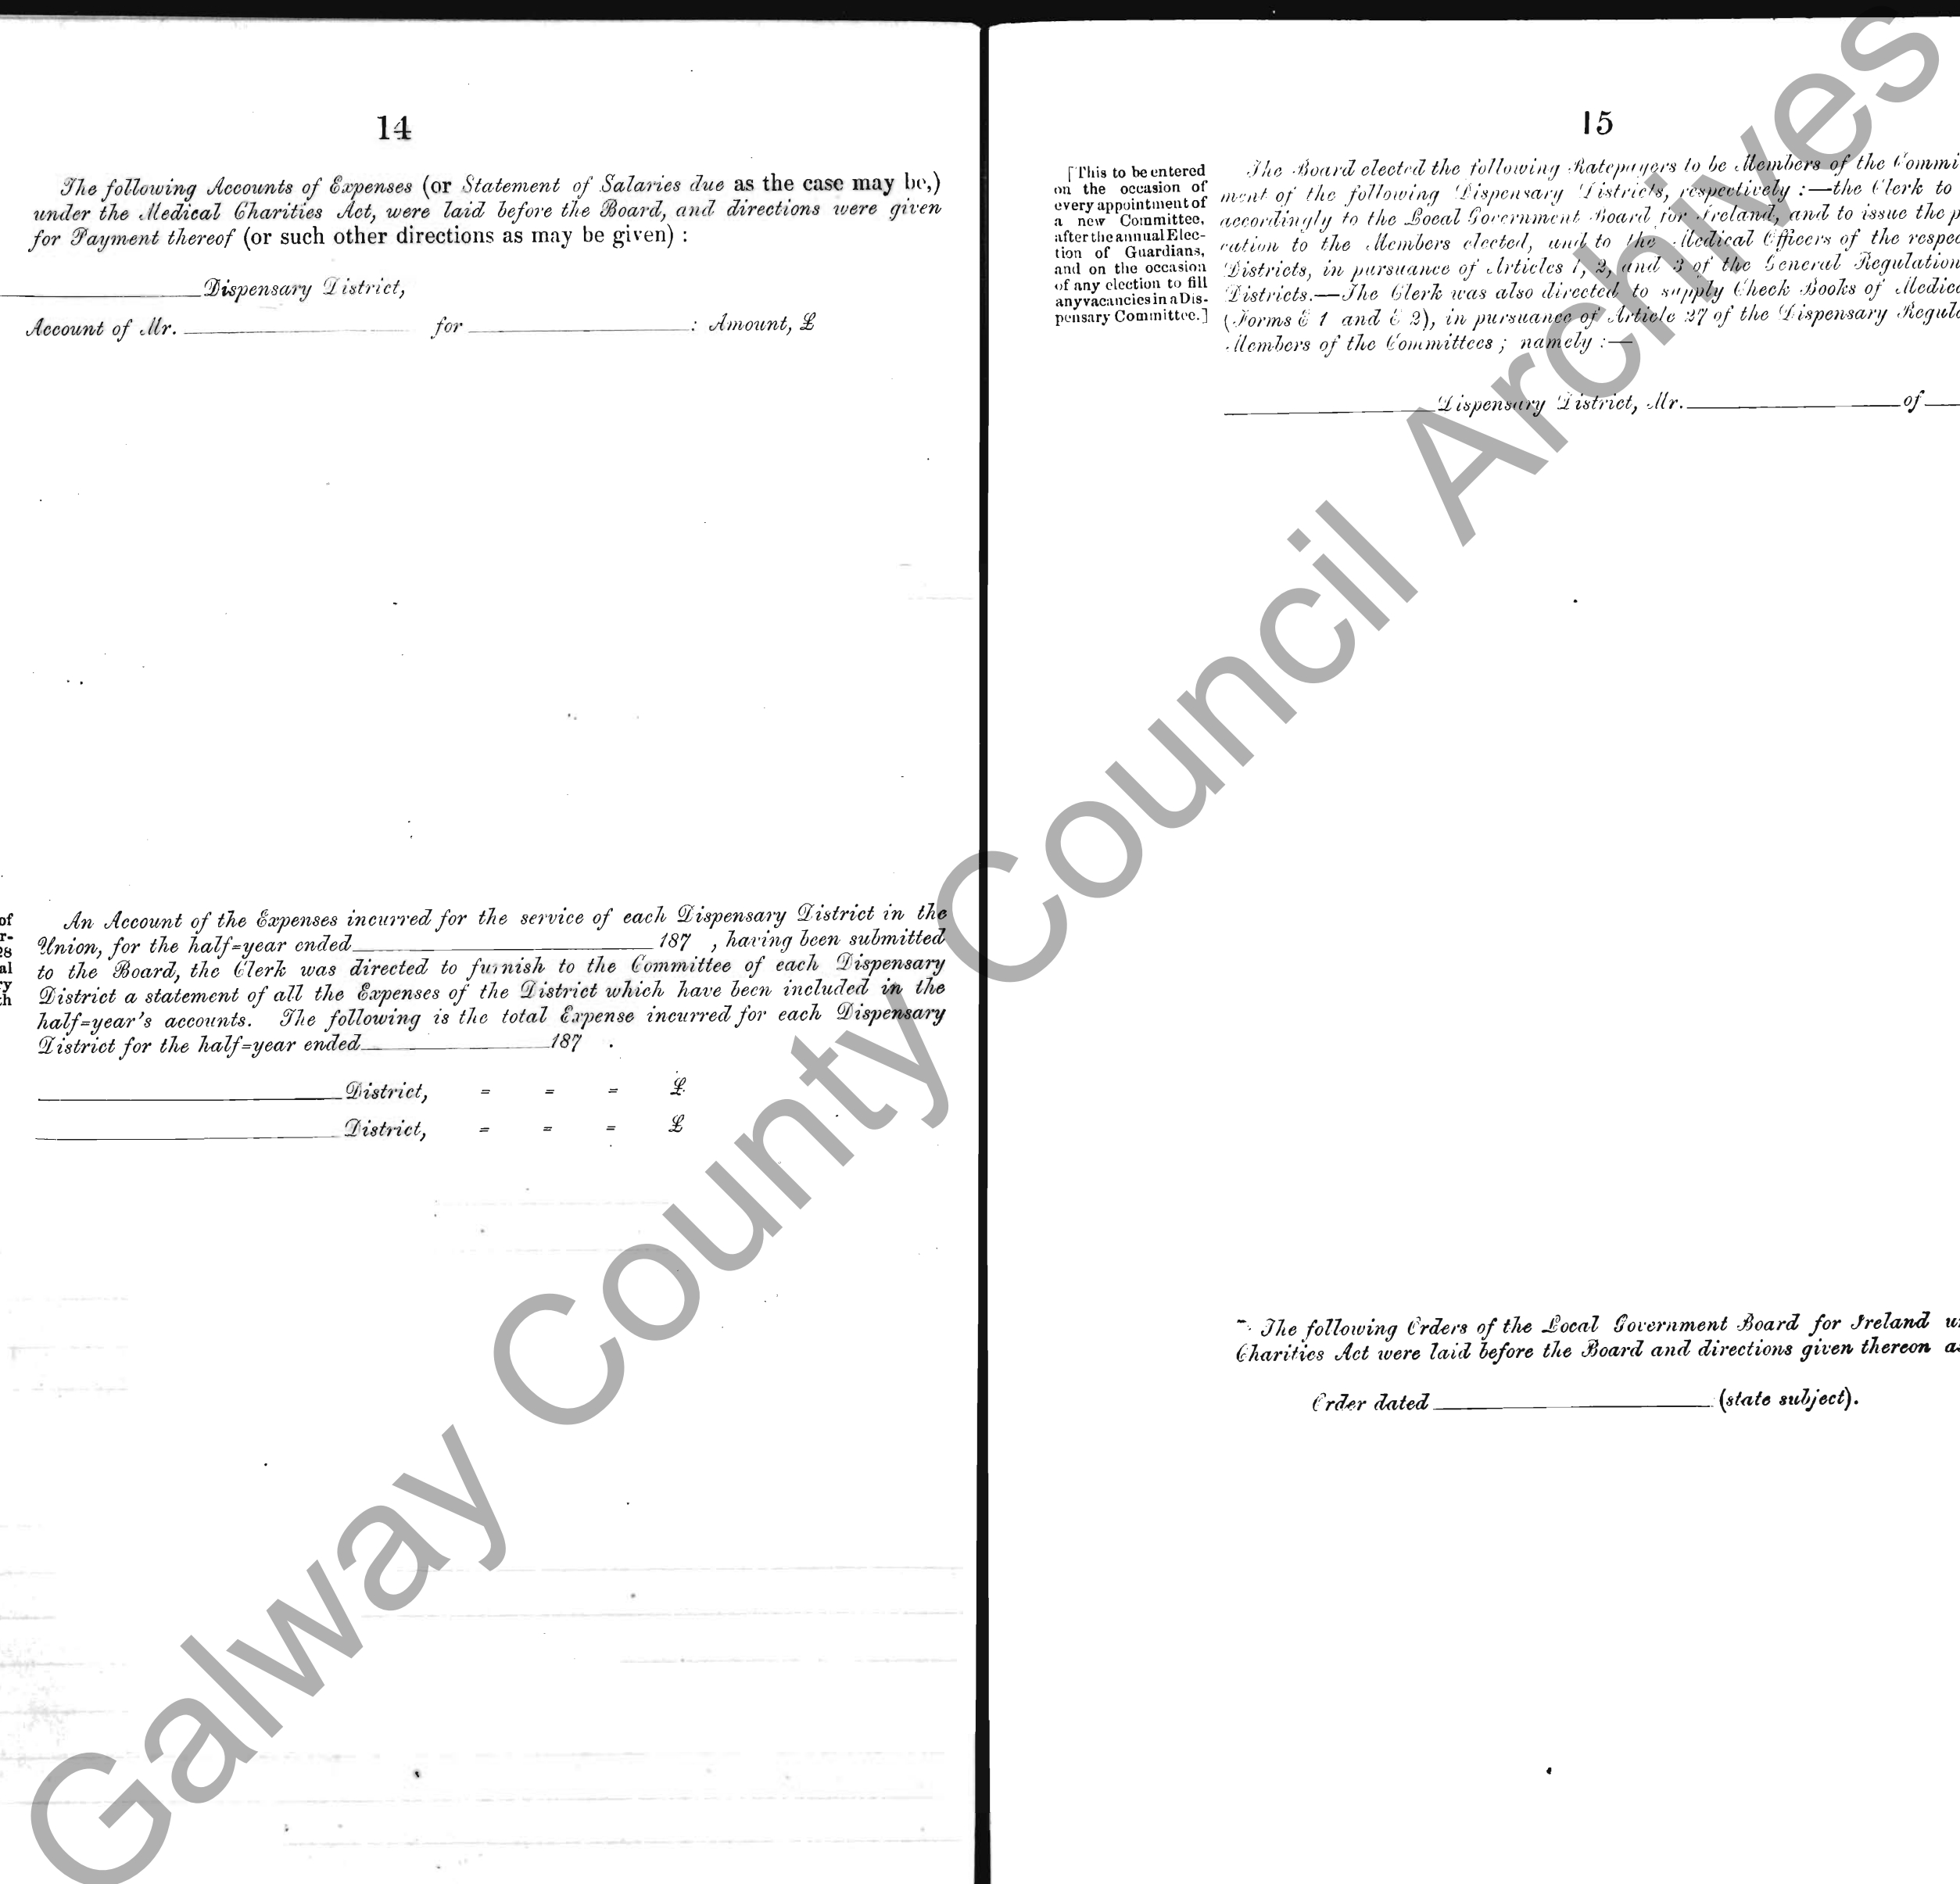 14
The following Accounts of Expenses (or Statement of Salaries due as the case may be,)
under the Medical Charities Act, were laid before the Board, and directions were given
for Payment thereof (or such other directions as may be given) :
Dispensary District,
Account of Mr. for : Amount, £
of
r-
28
al
ry
th
An Account of the Expenses incurred for the service of each Dispensary District in the
Union, for the half=year ended 187 , having been submitted
to the Board, the Clerk was directed to furnish to the Committee of each Dispensary
District a statement of all the Expenses of the District which have been included in the
half=year's accounts. The following is the total Expense incurred for each Dispensary
District for the half=year ended 187 .
District, = = = £
District, = = = £
15
[This to be entered
on the occasion of
every appointment of
a new Committee,
after the annual Elec-
tion of Guardians,
and on the occasion
of any election to fill
any vacancies in a Dis-
pensary Committee.]
The Board elected the following Ratepayers to be Members of the Commi
ment of the following Dispensary Districts, respectively :—the Clerk to
accordingly to the Local Government Board for Ireland, and to issue the p
cation to the Members elected, and to the Medical Officers of the respec
Districts, in pursuance of Articles 1, 2, and 3 of the General Regulation
Districts.—The Clerk was also directed to supply Check Books of Medica
(Forms C 1 and C 2), in pursuance of Article 27 of the Dispensary Regula
Members of the Committees ; namely :—
Dispensary District, Mr. of
The following Orders of the Local Government Board for Ireland u
Charities Act were laid before the Board and directions given thereon as
Order dated (state subject).
Galway County Council Archives